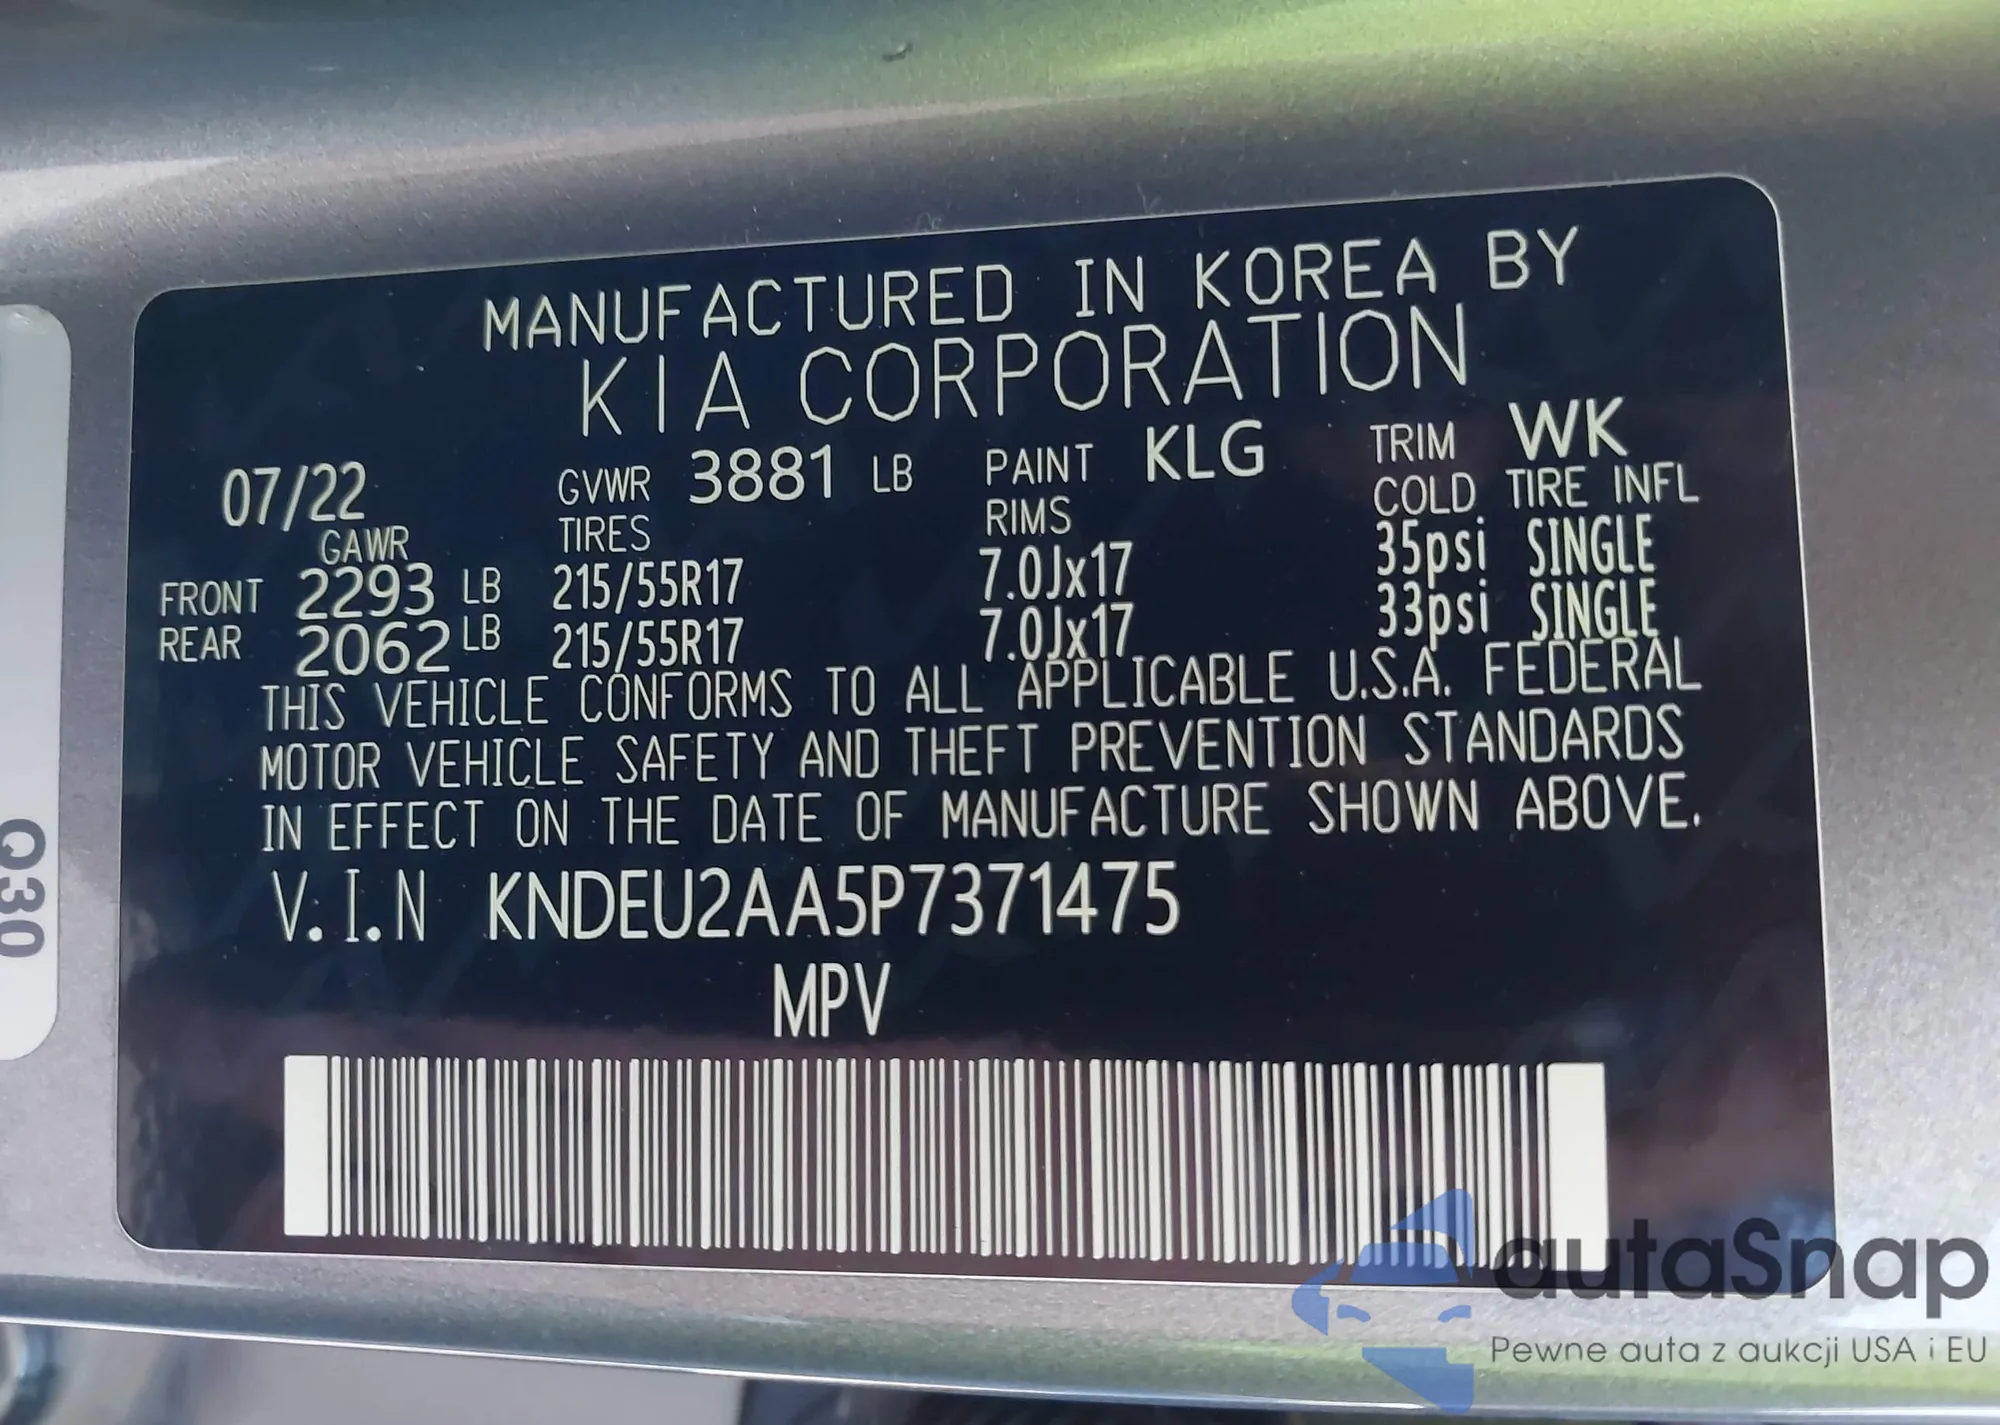 MANUFACTURED IN KOREA BY
KIA CORPORATION
07/22 GVWR 3881 LB PAINT KLG TRIM WK
GAWR TIRES RIMS COLD TIRE INFL
FRONT 2293 LB 215/55R17 7.0Jx17 35psi SINGLE
REAR 2062 LB 215/55R17 7.0Jx17 33psi SINGLE
THIS VEHICLE CONFORMS TO ALL APPLICABLE U.S.A. FEDERAL
MOTOR VEHICLE SAFETY AND THEFT PREVENTION STANDARDS
IN EFFECT ON THE DATE OF MANUFACTURE SHOWN ABOVE.
V.I.N KNDEU2AA5P7371475
MPV
Q30
autaSnap
Pewne auta z aukcji USA i EU